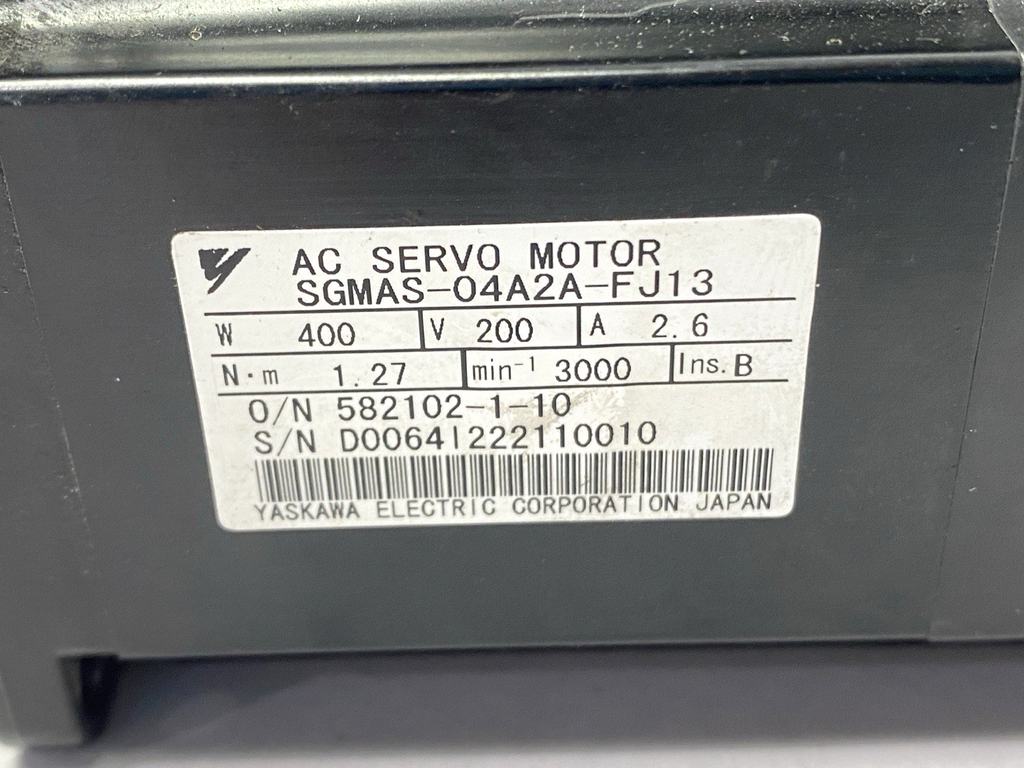 AC SERVO MOTOR
SGMAS-04A2A-FJ13
W 400 V 200 A 2.6
N·m 1.27 min⁻¹ 3000 Ins. B
O/N 582102-1-10
S/N D0064I222110010
YASKAWA ELECTRIC CORPORATION JAPAN